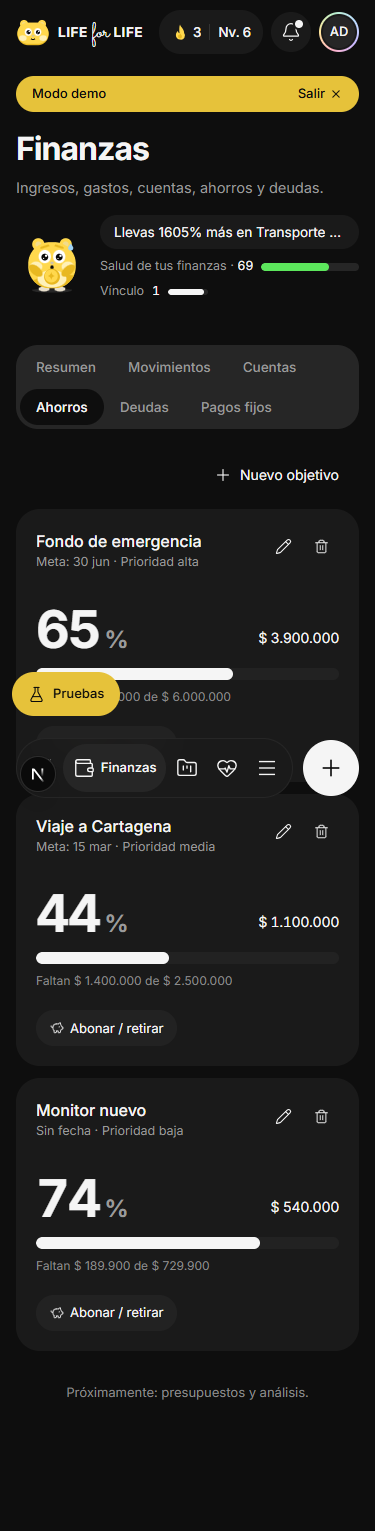 LIFE for LIFE
3
Nv. 6
AD
Modo demo
Salir ×
Finanzas
Ingresos, gastos, cuentas, ahorros y deudas.
Llevas 1605% más en Transporte ...
Salud de tus finanzas · 69
Vínculo 1
Resumen
Movimientos
Cuentas
Ahorros
Deudas
Pagos fijos
+ Nuevo objetivo
Fondo de emergencia
Meta: 30 jun · Prioridad alta
65 %
$ 3.900.000
Pruebas
000 de $ 6.000.000
N
Finanzas
+
Viaje a Cartagena
Meta: 15 mar · Prioridad media
44 %
$ 1.100.000
Faltan $ 1.400.000 de $ 2.500.000
Abonar / retirar
Monitor nuevo
Sin fecha · Prioridad baja
74 %
$ 540.000
Faltan $ 189.900 de $ 729.900
Abonar / retirar
Próximamente: presupuestos y análisis.